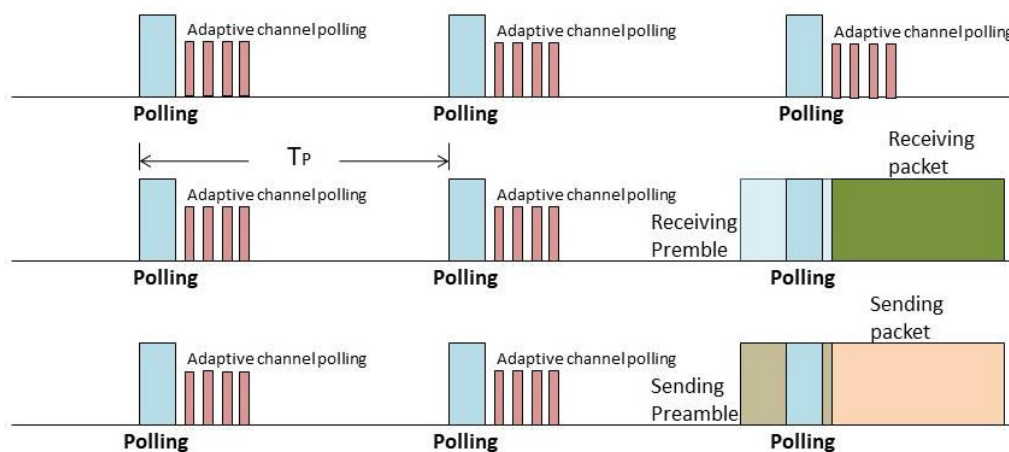 Adaptive channel polling Adaptive channel polling Adaptive channel polling
Polling Polling Polling
TP
Receiving
packet
Adaptive channel polling Adaptive channel polling
Receiving
Premble
Polling Polling Polling
Sending
packet
Adaptive channel polling Adaptive channel polling
Sending
Preamble
Polling Polling Polling